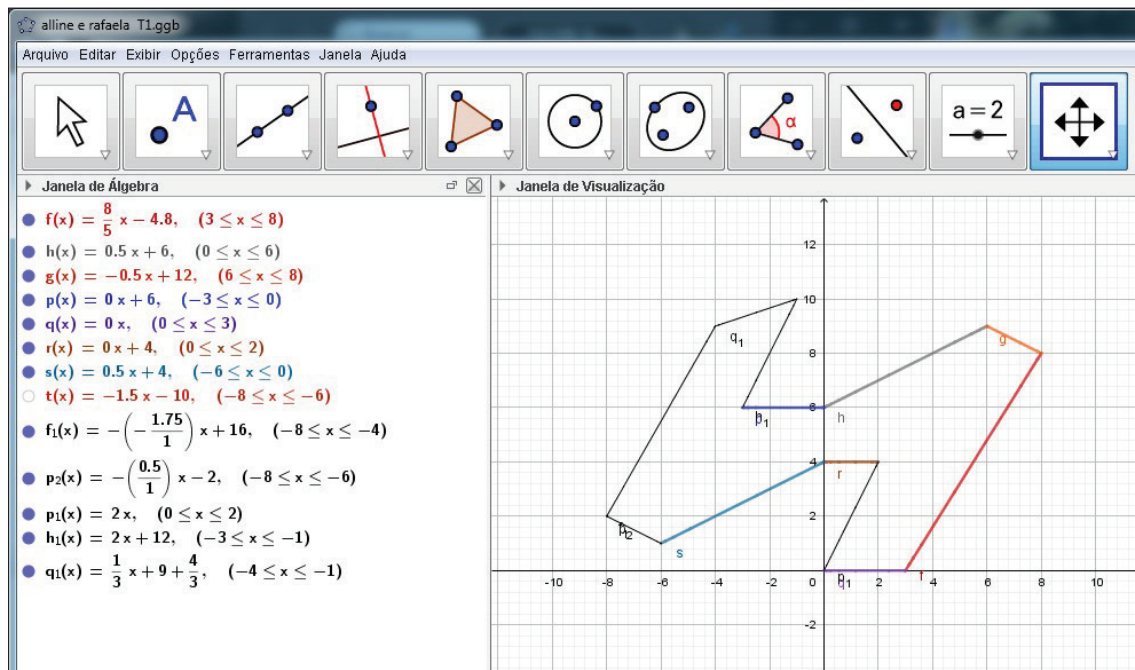 alline e rafaela T1.ggb
Arquivo Editar Exibir Opções Ferramentas Janela Ajuda
A
α
a = 2
Janela de Álgebra
Janela de Visualização
f(x) = 8/5 x − 4.8, (3 ≤ x ≤ 8)
h(x) = 0.5 x + 6, (0 ≤ x ≤ 6)
g(x) = −0.5 x + 12, (6 ≤ x ≤ 8)
p(x) = 0 x + 6, (−3 ≤ x ≤ 0)
q(x) = 0 x, (0 ≤ x ≤ 3)
r(x) = 0 x + 4, (0 ≤ x ≤ 2)
s(x) = 0.5 x + 4, (−6 ≤ x ≤ 0)
t(x) = −1.5 x − 10, (−8 ≤ x ≤ −6)
f₁(x) = −(−1.75/1) x + 16, (−8 ≤ x ≤ −4)
p₂(x) = −(0.5/1) x − 2, (−8 ≤ x ≤ −6)
p₁(x) = 2 x, (0 ≤ x ≤ 2)
h₁(x) = 2 x + 12, (−3 ≤ x ≤ −1)
q₁(x) = 1/3 x + 9 + 4/3, (−4 ≤ x ≤ −1)
12
10
q₁
g
8
6
h
4
r
2
s
-10 -8 -6 -4 -2 0 2 4 6 8 10
-2